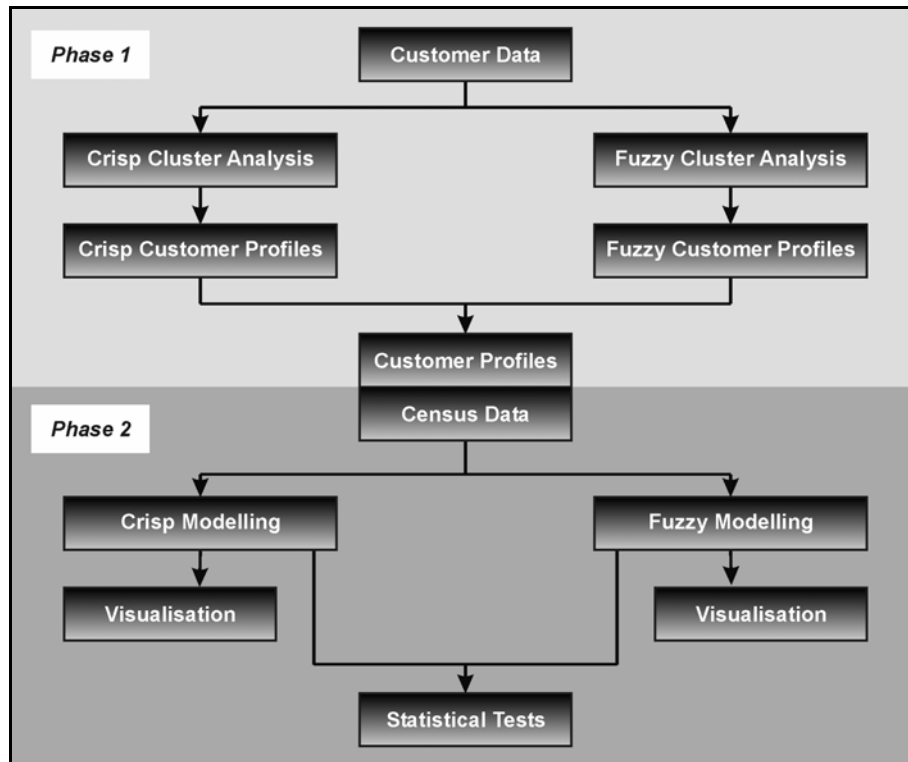 Phase 1
Customer Data
Crisp Cluster Analysis
Fuzzy Cluster Analysis
Crisp Customer Profiles
Fuzzy Customer Profiles
Customer Profiles
Census Data
Phase 2
Crisp Modelling
Fuzzy Modelling
Visualisation
Visualisation
Statistical Tests